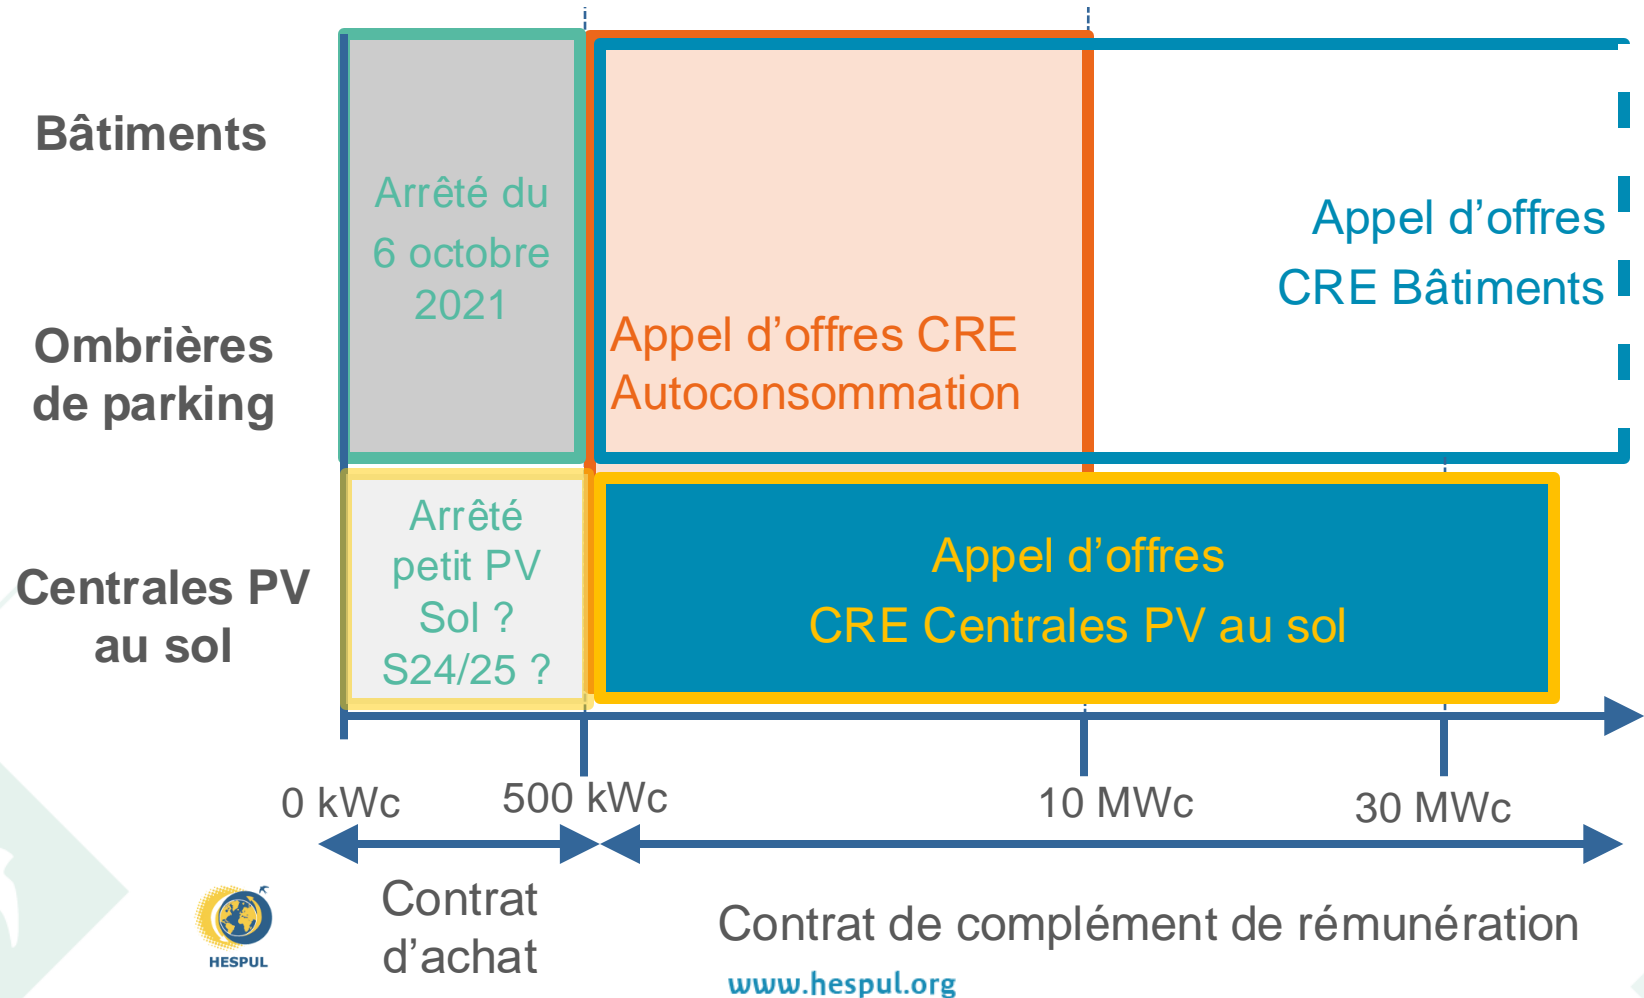 Bâtiments
Ombrières
de parking
Centrales PV
au sol
Arrêté du
6 octobre
2021
Appel d’offres CRE
Autoconsommation
Appel d’offres
CRE Bâtiments
Arrêté
petit PV
Sol ?
S24/25 ?
Appel d’offres
CRE Centrales PV au sol
0 kWc
500 kWc
10 MWc
30 MWc
Contrat
d’achat
Contrat de complément de rémunération
HESPUL
www.hespul.org